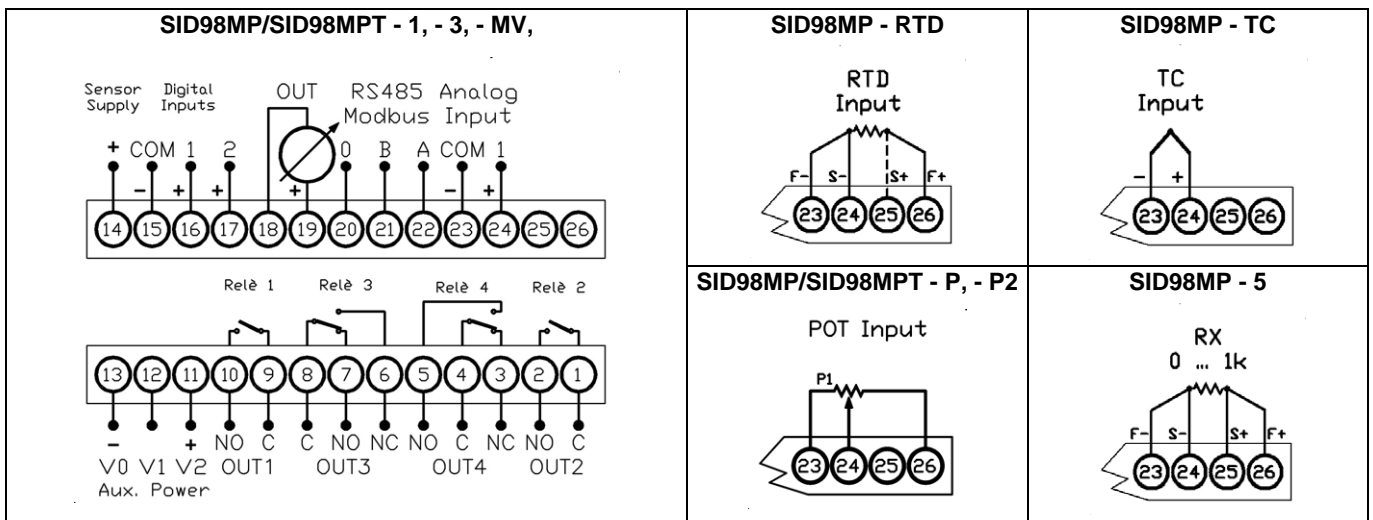 SID98MP/SID98MPT - 1, - 3, - MV,
Sensor Supply
Digital Inputs
OUT
RS485 Modbus
Analog Input
+ COM 1 2 0 B A COM 1
- + + + - +
14 15 16 17 18 19 20 21 22 23 24 25 26
Relè 1 Relè 3 Relè 4 Relè 2
13 12 11 10 9 8 7 6 5 4 3 2 1
- + NO C C NO NC NO C NC NO C
V0 V1 V2 OUT1 OUT3 OUT4 OUT2
Aux. Power
SID98MP - RTD
RTD
Input
F- S- S+ F+
23 24 25 26
SID98MP - TC
TC
Input
- +
23 24 25 26
SID98MP/SID98MPT - P, - P2
POT Input
P1
23 24 25 26
SID98MP - 5
RX
0 ... 1k
F- S- S+ F+
23 24 25 26